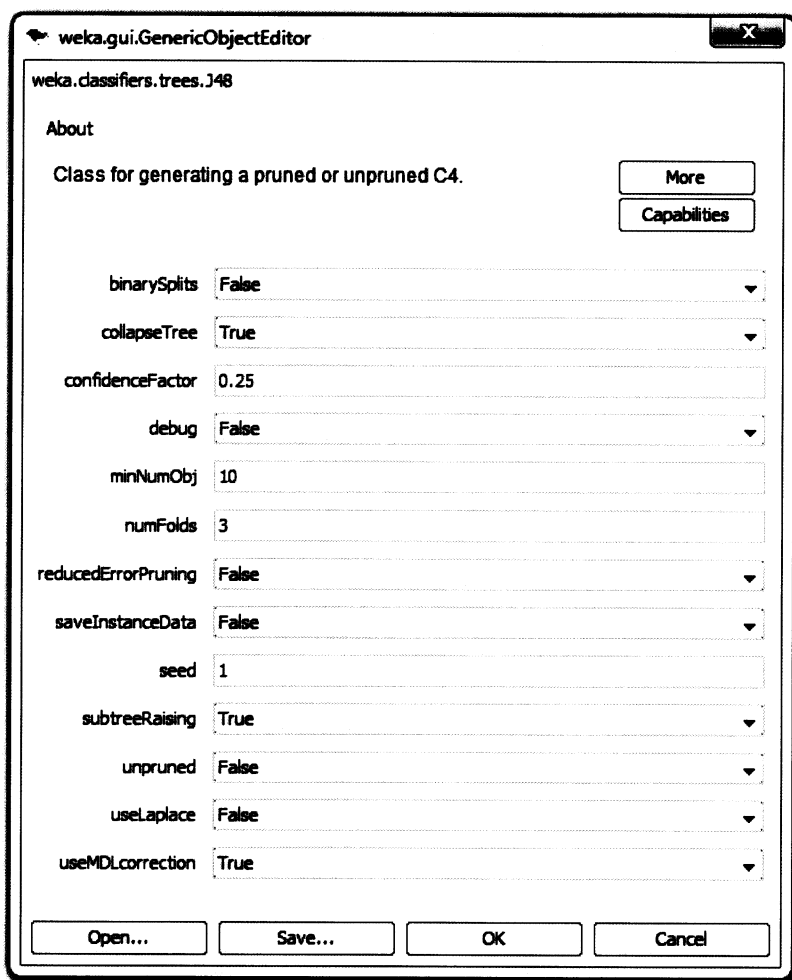 weka.gui.GenericObjectEditor
X
weka.classifiers.trees.J48
About
Class for generating a pruned or unpruned C4.
More
Capabilities
binarySplits False
collapseTree True
confidenceFactor 0.25
debug False
minNumObj 10
numFolds 3
reducedErrorPruning False
saveInstanceData False
seed 1
subtreeRaising True
unpruned False
useLaplace False
useMDLcorrection True
Open... Save... OK Cancel